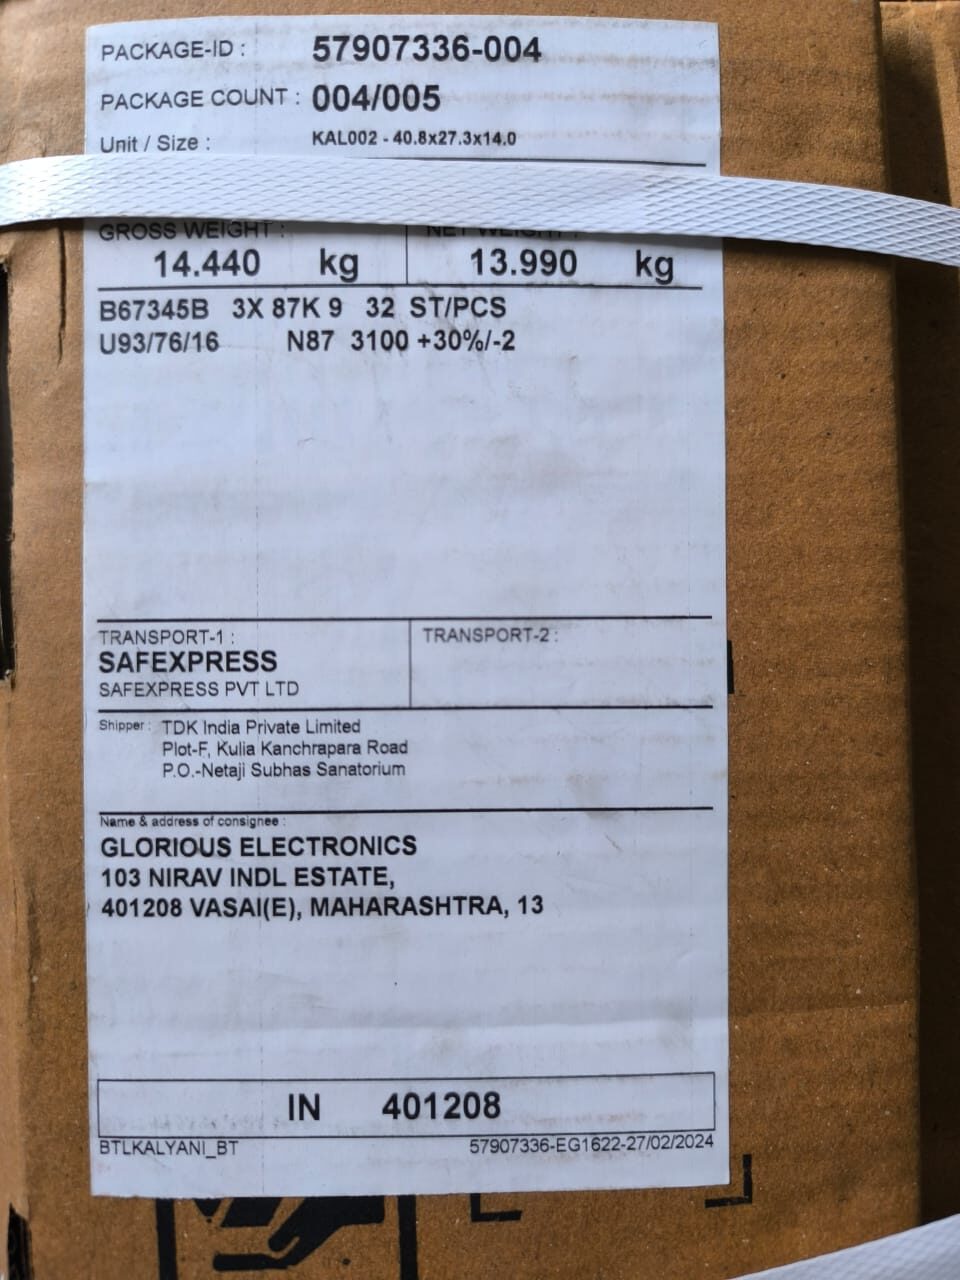 PACKAGE-ID : 57907336-004
PACKAGE COUNT : 004/005
Unit / Size : KAL002 - 40.8x27.3x14.0
GROSS WEIGHT : NET WEIGHT :
14.440 kg 13.990 kg
B67345B 3X 87K 9 32 ST/PCS
U93/76/16 N87 3100 +30%/-2
TRANSPORT-1 : TRANSPORT-2 :
SAFEXPRESS
SAFEXPRESS PVT LTD
Shipper : TDK India Private Limited
Plot-F, Kulia Kanchrapara Road
P.O.-Netaji Subhas Sanatorium
Name & address of consignee :
GLORIOUS ELECTRONICS
103 NIRAV INDL ESTATE,
401208 VASAI(E), MAHARASHTRA, 13
IN 401208
BTLKALYANI_BT 57907336-EG1622-27/02/2024